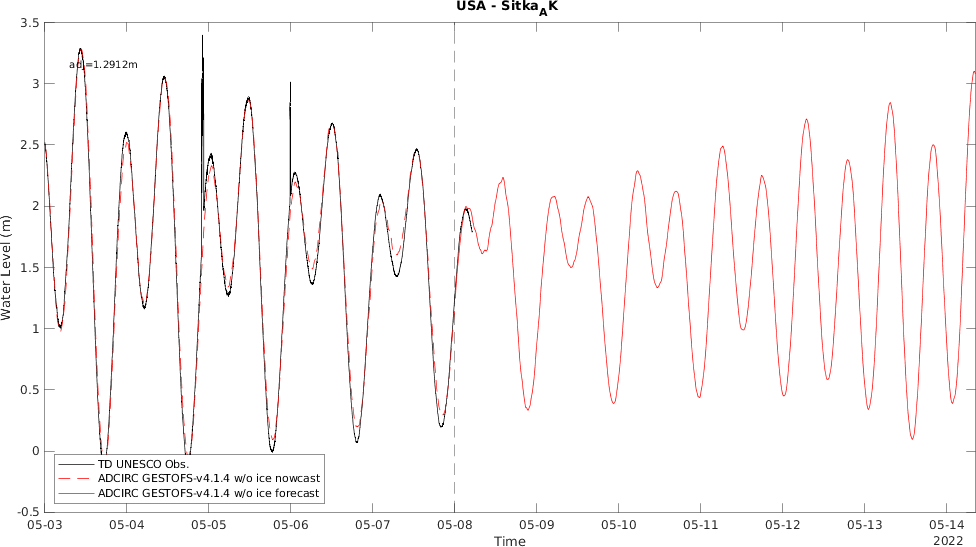 USA - SitkaAK
3.5
adj=1.2912m
3
2.5
2
1.5
1
0.5
0
-0.5
Water Level (m)
TD UNESCO Obs.
ADCIRC GESTOFS-v4.1.4 w/o ice nowcast
ADCIRC GESTOFS-v4.1.4 w/o ice forecast
05-03 05-04 05-05 05-06 05-07 05-08 05-09 05-10 05-11 05-12 05-13 05-14
Time
2022